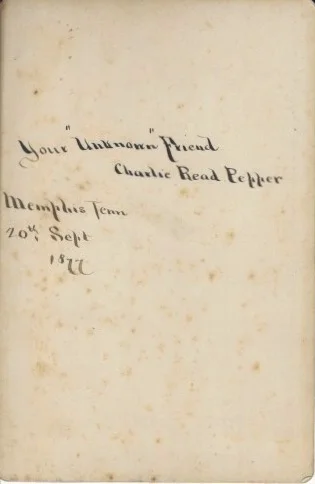 Your "Unknown" Friend
Charlie Read Pepper
Memphis Tenn
20th Sept
1877